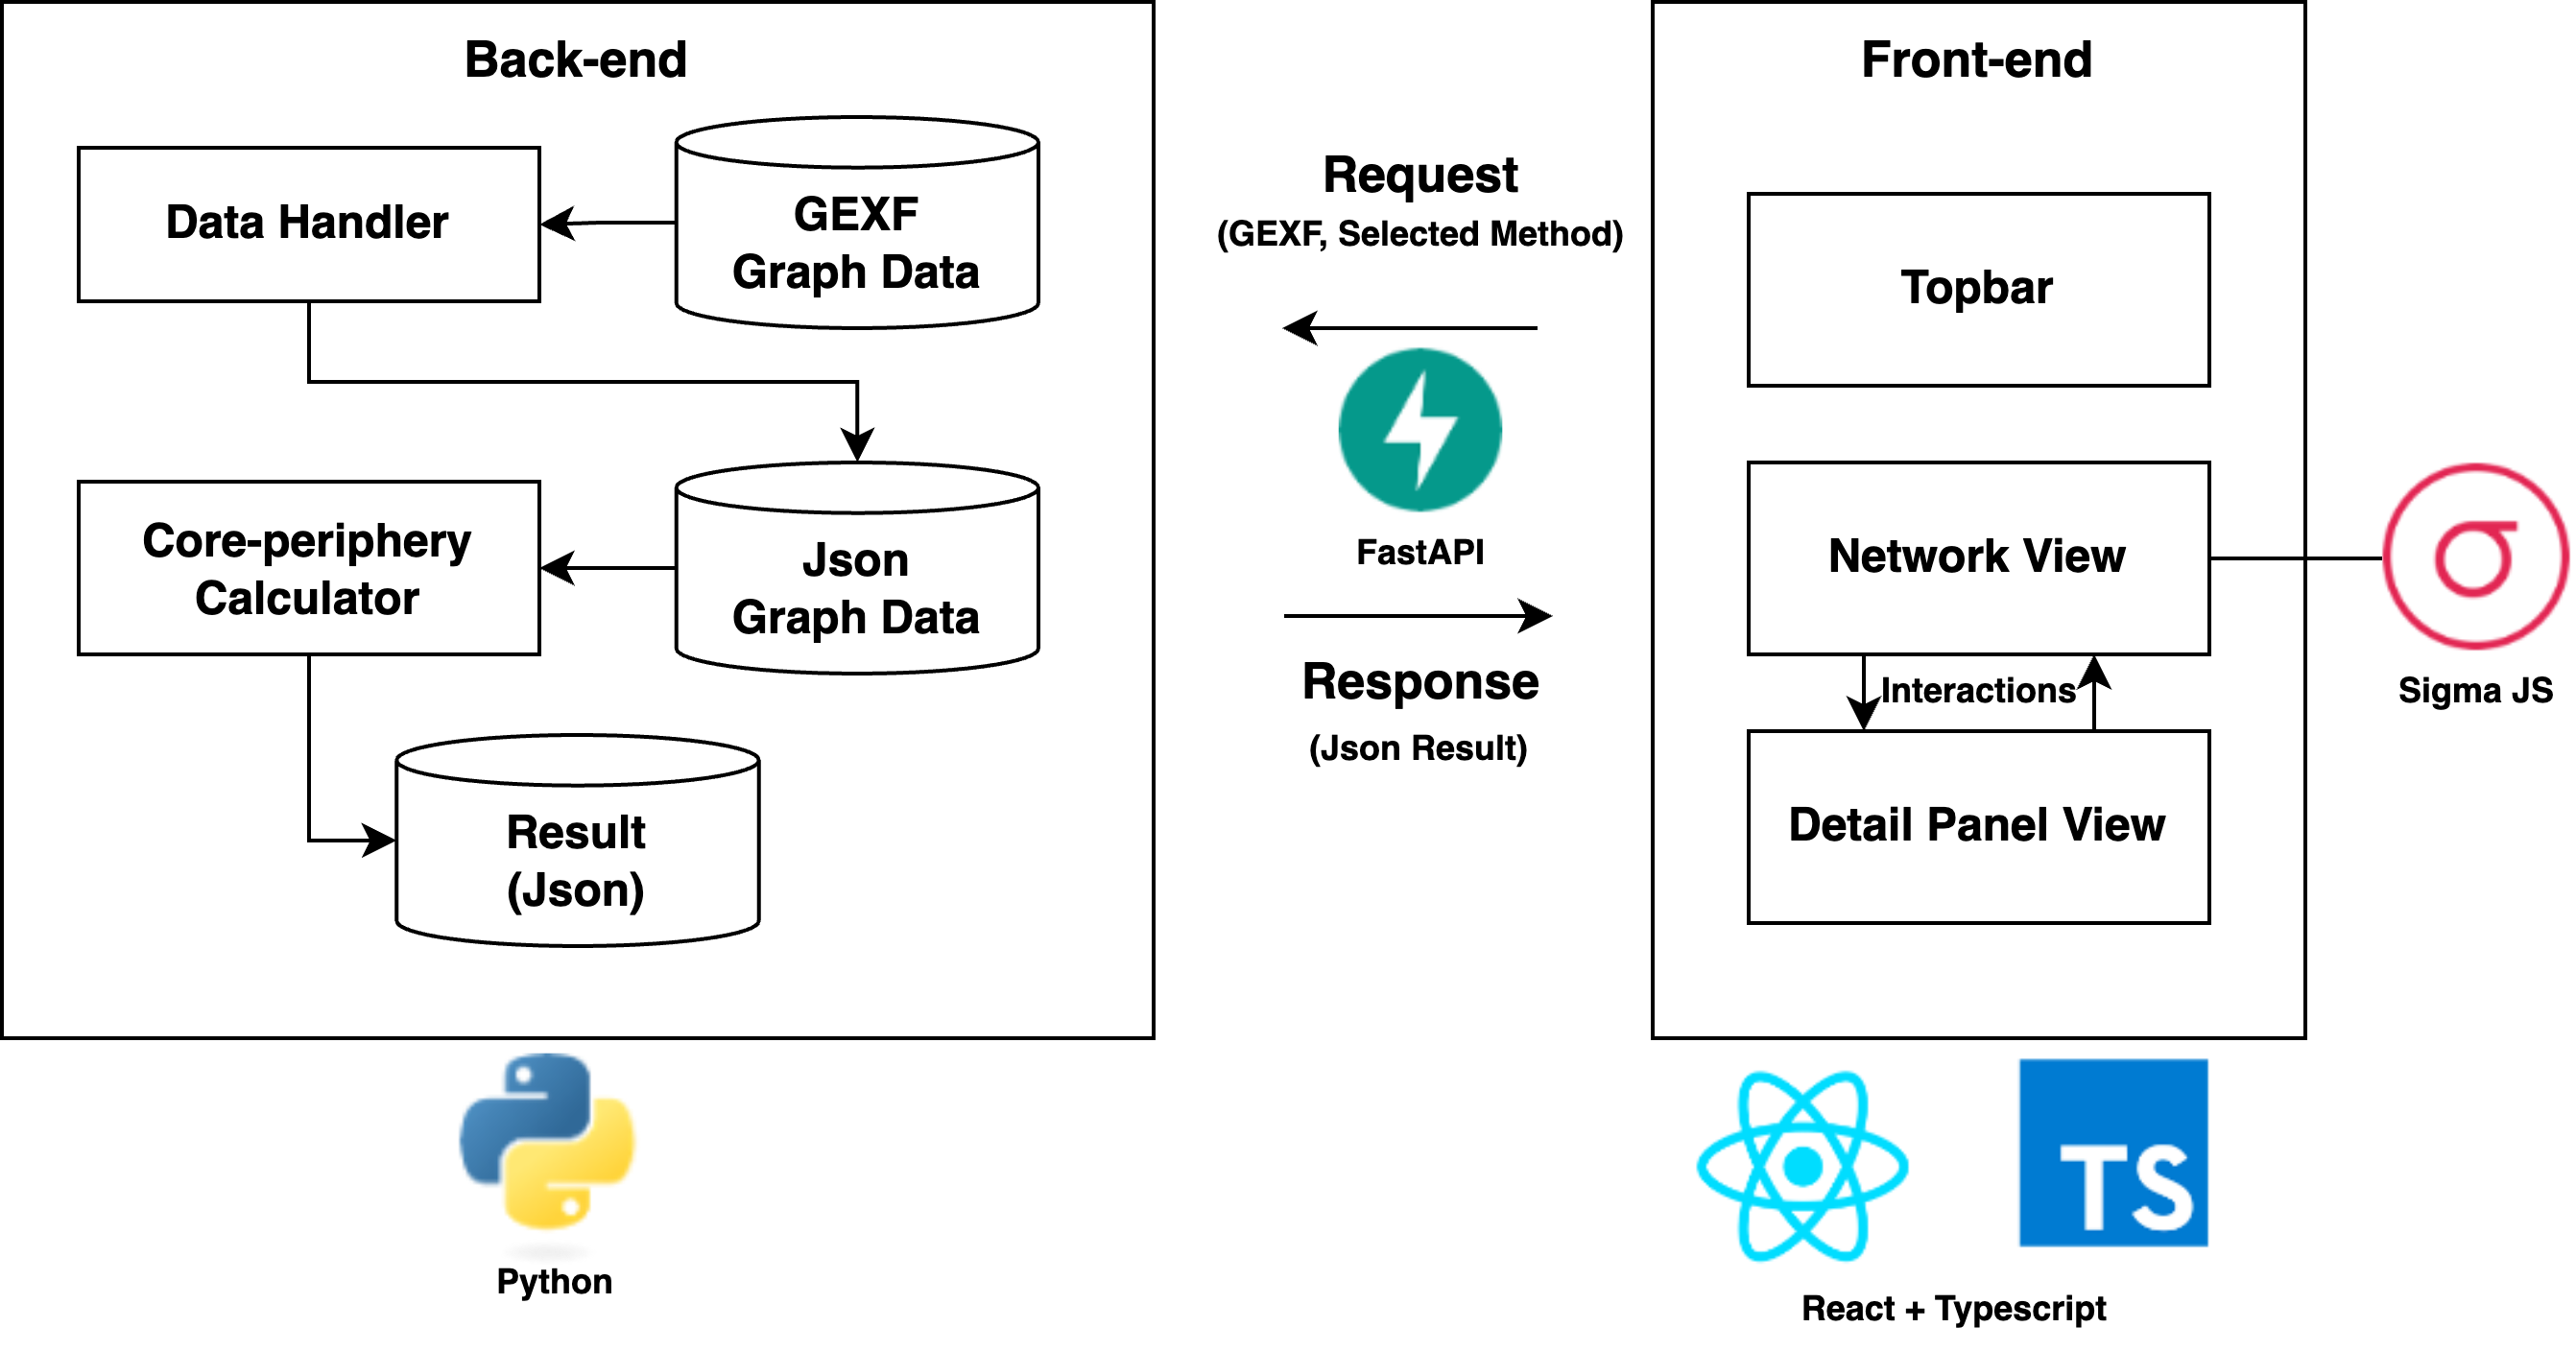 Back-end
Data Handler
GEXF
Graph Data
Core-periphery
Calculator
Json
Graph Data
Result
(Json)
Python
Request
(GEXF, Selected Method)
FastAPI
Response
(Json Result)
Front-end
Topbar
Network View
Interactions
Detail Panel View
σ
Sigma JS
TS
React + Typescript